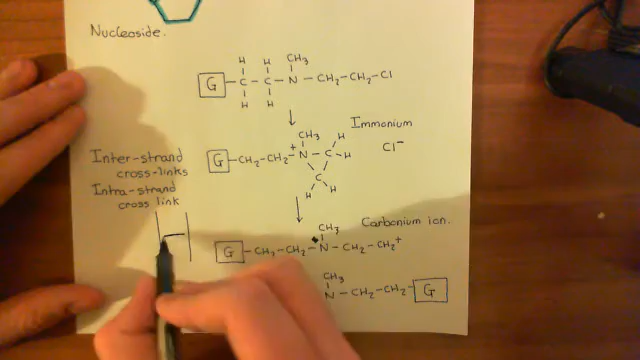 Nucleoside.
H H CH₃
G - C - C - N - CH₂ - CH₂ - Cl
H H
Immonium
CH₃ H
G - CH₂ - CH₂ - N⁺ - C - H
Cl⁻
C
H H
Inter-strand
cross-links
Intra-strand
cross link
Carbonium ion.
CH₃
G - CH₂ - CH₂ - N - CH₂ - CH₂⁺
CH₃
N - CH₂ - CH₂ - G